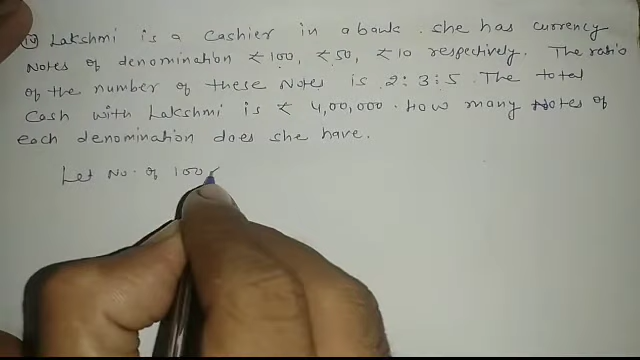 (iv) Lakshmi is a cashier in a bank. she has currency
Notes of denomination ₹100, ₹50, ₹10 respectively. The ratio
of the number of these Notes is 2:3:5. The total
Cash with Lakshmi is ₹ 4,00,000. How many Notes of
each denomination does she have.
Let No. of 100